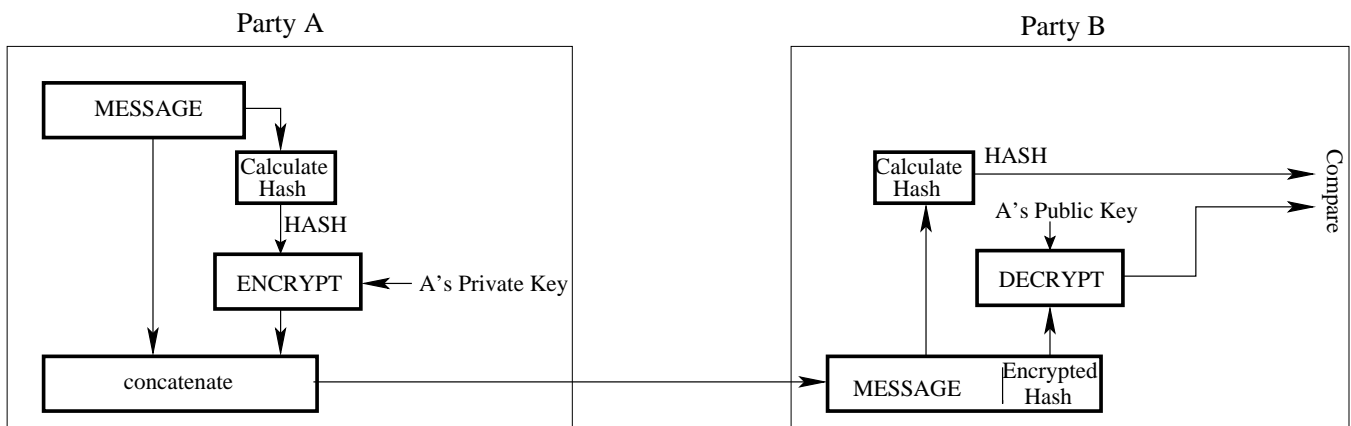 Party A
MESSAGE
Calculate
Hash
HASH
ENCRYPT
A's Private Key
concatenate
Party B
Calculate
Hash
HASH
Compare
A's Public Key
DECRYPT
MESSAGE
Encrypted
Hash